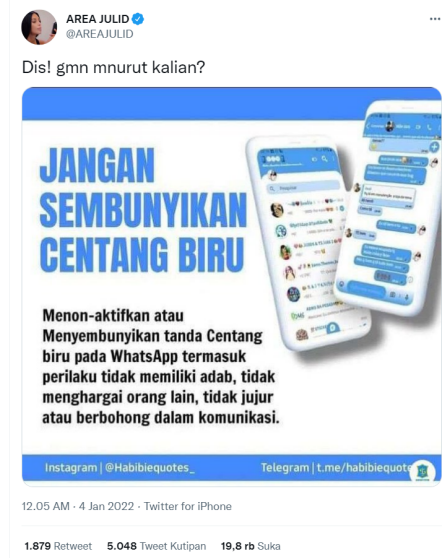 AREA JULID
@AREAJULID
Dis! gmn mnurut kalian?
JANGAN
SEMBUNYIKAN
CENTANG BIRU
Menon-aktifkan atau
Menyembunyikan tanda Centang
biru pada WhatsApp termasuk
perilaku tidak memiliki adab, tidak
menghargai orang lain, tidak jujur
atau berbohong dalam komunikasi.
Instagram | @Habibiequotes_
Telegram | t.me/habibiequot
12.05 AM · 4 Jan 2022 · Twitter for iPhone
1.879 Retweet 5.048 Tweet Kutipan 19,8 rb Suka